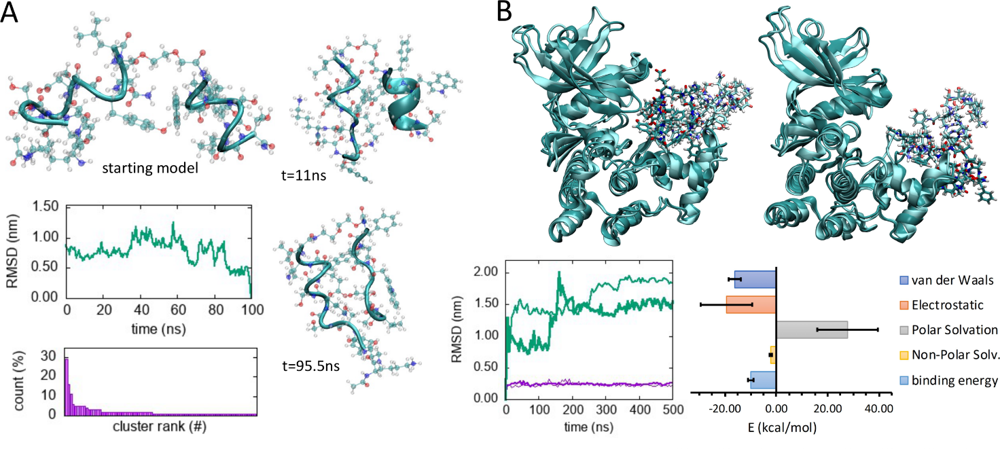 A
B
starting model
t=11ns
1.50
1.00
0.50
0.00
RMSD (nm)
0
20
40
60
80
100
time (ns)
t=95.5ns
30
20
10
0
count (%)
cluster rank (#)
2.00
1.50
1.00
0.50
0.00
RMSD (nm)
0
100
200
300
400
500
time (ns)
-20.00
0.00
20.00
40.00
E (kcal/mol)
van der Waals
Electrostatic
Polar Solvation
Non-Polar Solv.
binding energy